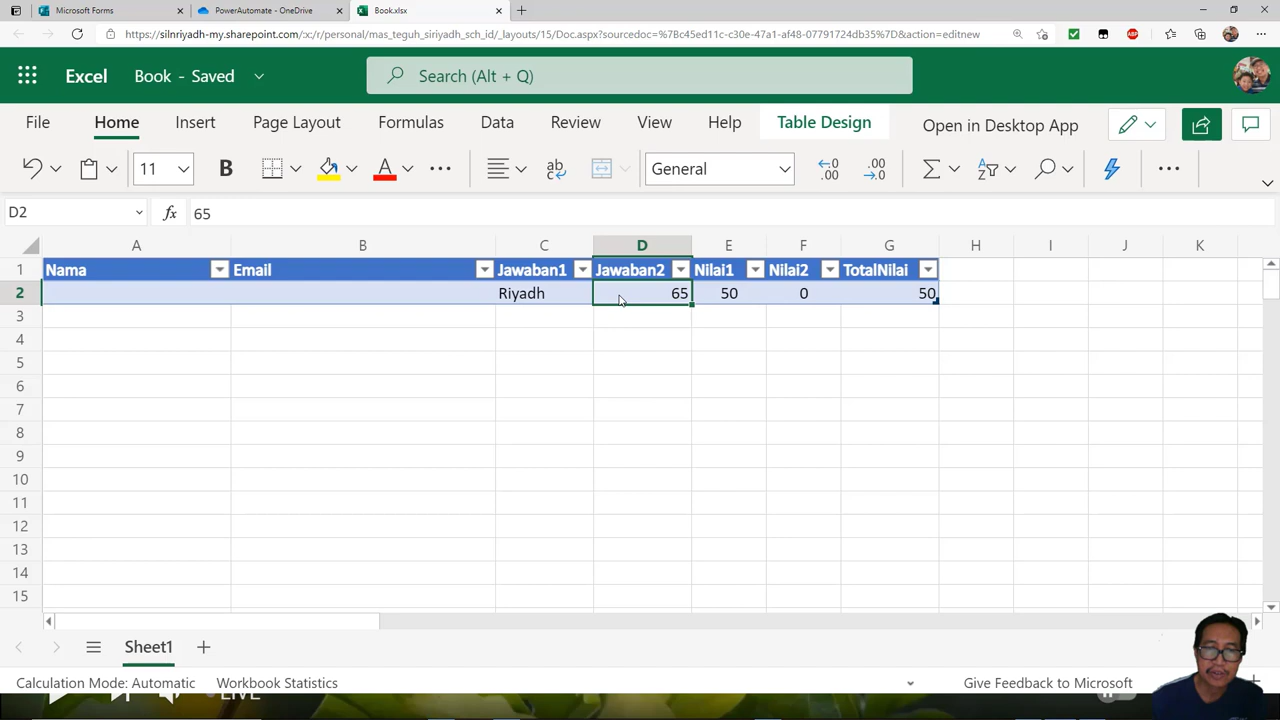 Microsoft Forms
PowerAutomate - OneDrive
Book.xlsx
https://silnriyadh-my.sharepoint.com/:x:/r/personal/mas_teguh_siriyadh_sch_id/_layouts/15/Doc.aspx?sourcedoc=%7Bc45ed11c-c30e-47a1-af48-07791724db35%7D&action=editnew
Excel
Book - Saved
Search (Alt + Q)
File
Home
Insert
Page Layout
Formulas
Data
Review
View
Help
Table Design
Open in Desktop App
11
B
A
ab
General
D2
fx
65
A B C D E F G H I J K
1 Nama Email Jawaban1 Jawaban2 Nilai1 Nilai2 TotalNilai
2 Riyadh 65 50 0 50
3
4
5
6
7
8
9
10
11
12
13
14
15
Sheet1
Calculation Mode: Automatic
Workbook Statistics
Give Feedback to Microsoft
LIVE